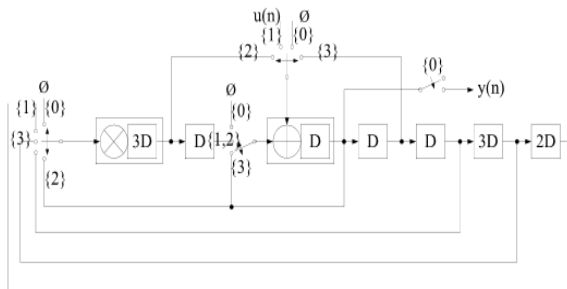 u(n) Ø
{1} {0}
{2} {3}
{0}
y(n)
Ø
{1} {0}
{3}
{2}
3D
D
Ø
{0}
{1,2}
{3}
D
D
D
3D
2D